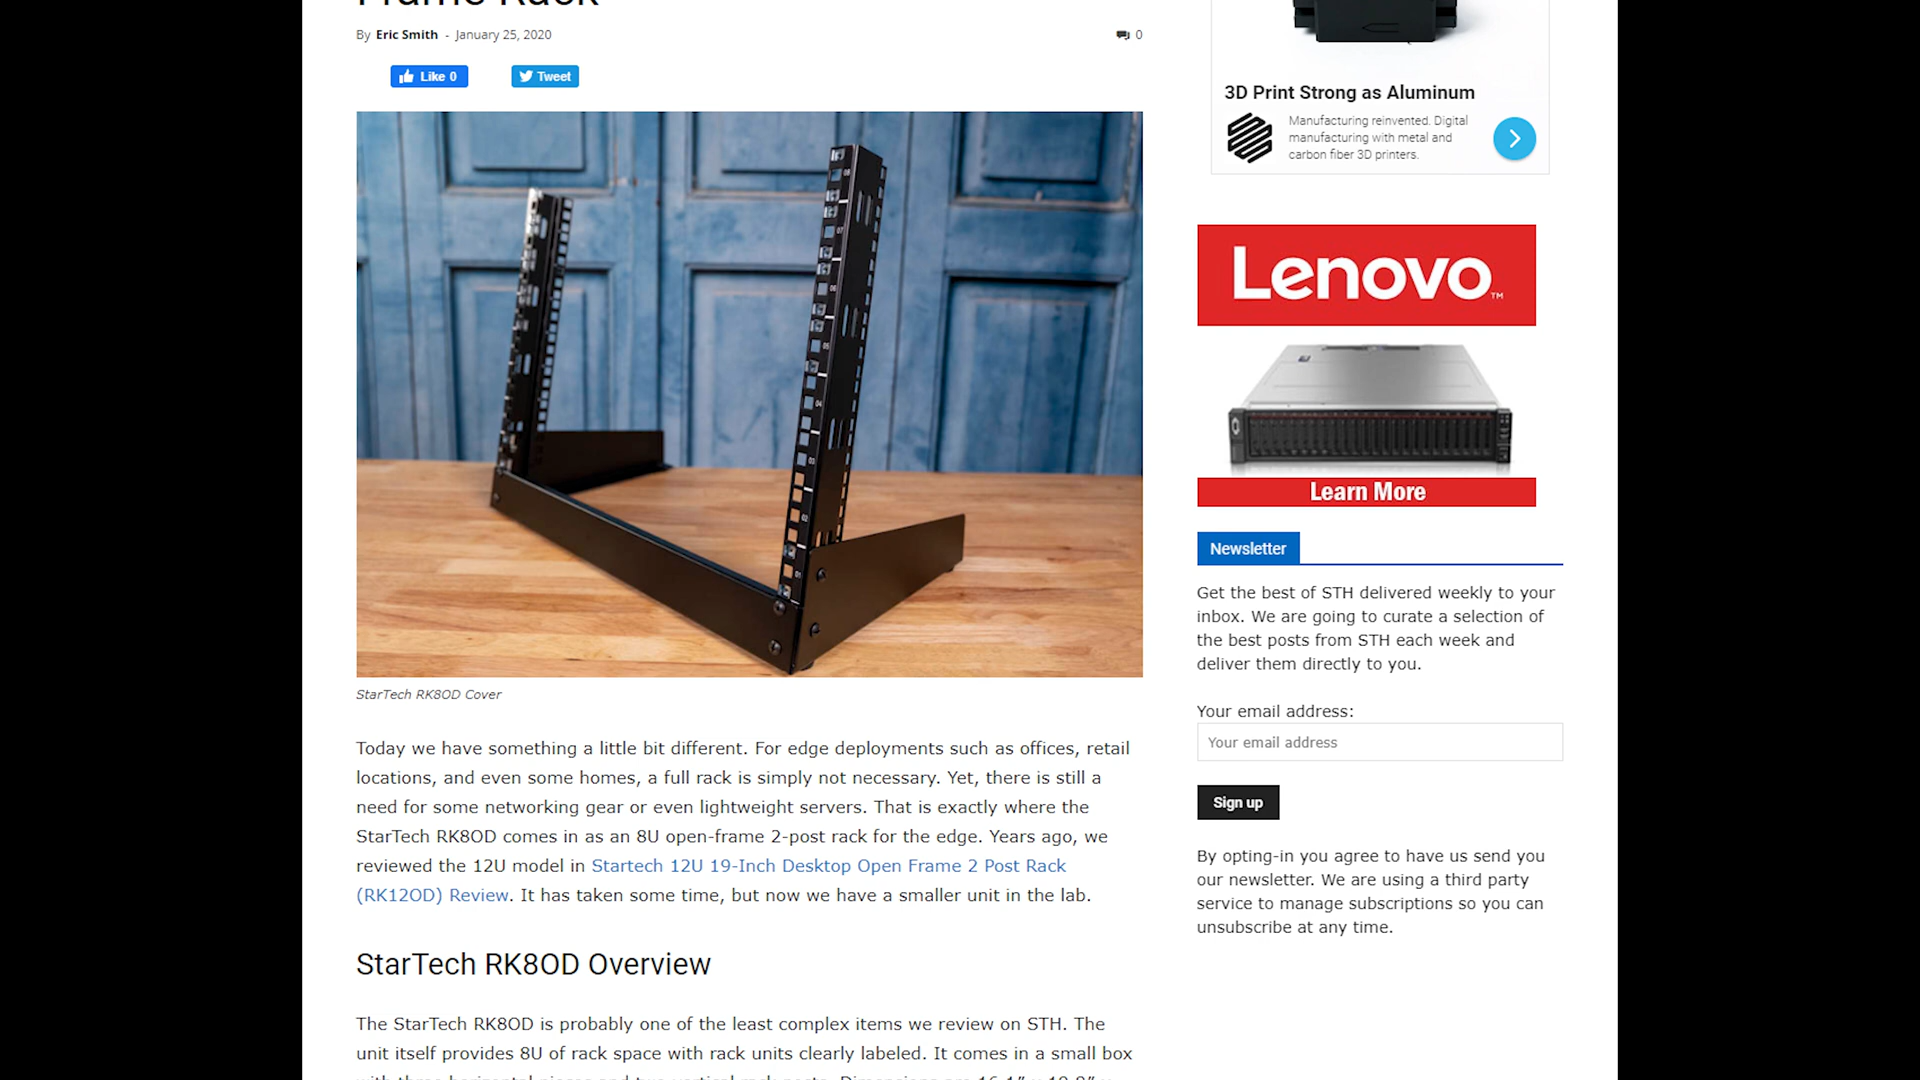 Frame Rack
By Eric Smith - January 25, 2020
0
Like 0
Tweet
StarTech RK8OD Cover
Today we have something a little bit different. For edge deployments such as offices, retail
locations, and even some homes, a full rack is simply not necessary. Yet, there is still a
need for some networking gear or even lightweight servers. That is exactly where the
StarTech RK8OD comes in as an 8U open-frame 2-post rack for the edge. Years ago, we
reviewed the 12U model in Startech 12U 19-Inch Desktop Open Frame 2 Post Rack
(RK12OD) Review. It has taken some time, but now we have a smaller unit in the lab.
StarTech RK8OD Overview
The StarTech RK8OD is probably one of the least complex items we review on STH. The
unit itself provides 8U of rack space with rack units clearly labeled. It comes in a small box
3D Print Strong as Aluminum
Manufacturing reinvented. Digital
manufacturing with metal and
carbon fiber 3D printers.
Lenovo™
Learn More
Newsletter
Get the best of STH delivered weekly to your
inbox. We are going to curate a selection of
the best posts from STH each week and
deliver them directly to you.
Your email address:
Your email address
Sign up
By opting-in you agree to have us send you
our newsletter. We are using a third party
service to manage subscriptions so you can
unsubscribe at any time.